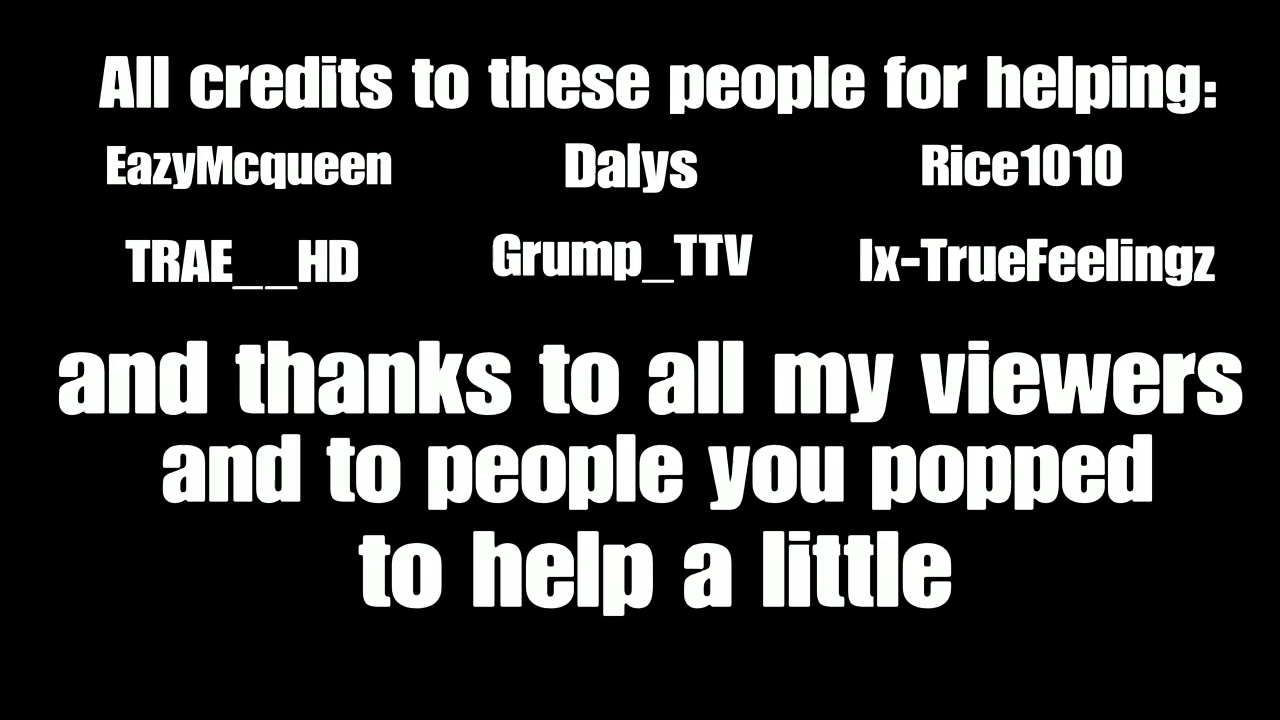 All credits to these people for helping:
EazyMcqueen Dalys Rice1010
TRAE__HD Grump_TTV Ix-TrueFeelingz
and thanks to all my viewers
and to people you popped
to help a little